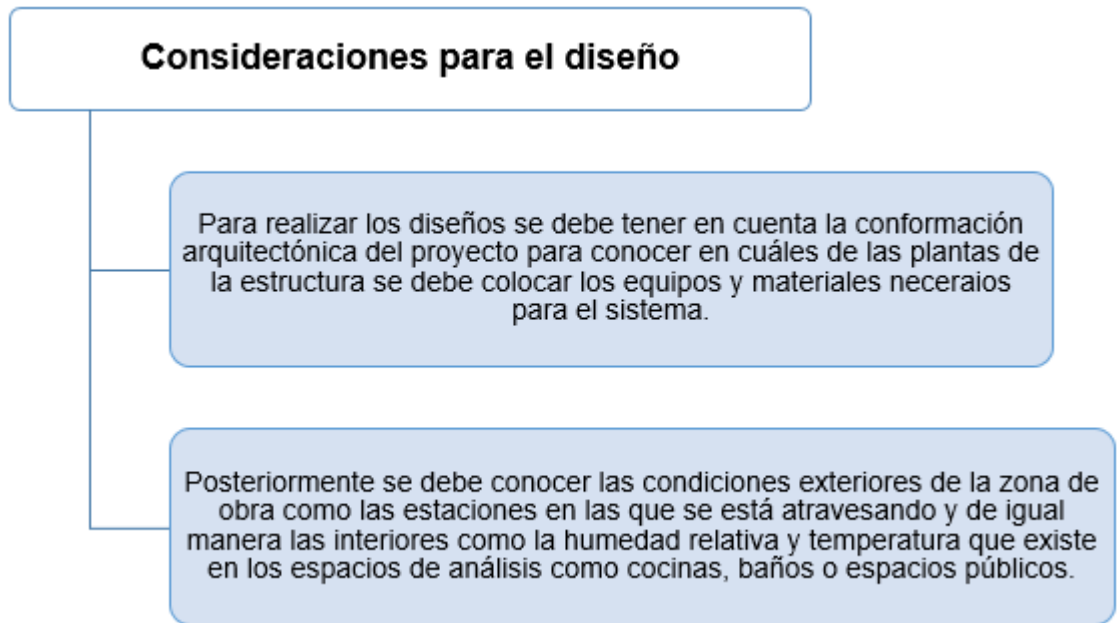 Consideraciones para el diseño
Para realizar los diseños se debe tener en cuenta la conformación
arquitectónica del proyecto para conocer en cuáles de las plantas de
la estructura se debe colocar los equipos y materiales neceraios
para el sistema.
Posteriormente se debe conocer las condiciones exteriores de la zona de
obra como las estaciones en las que se está atravesando y de igual
manera las interiores como la humedad relativa y temperatura que existe
en los espacios de análisis como cocinas, baños o espacios públicos.